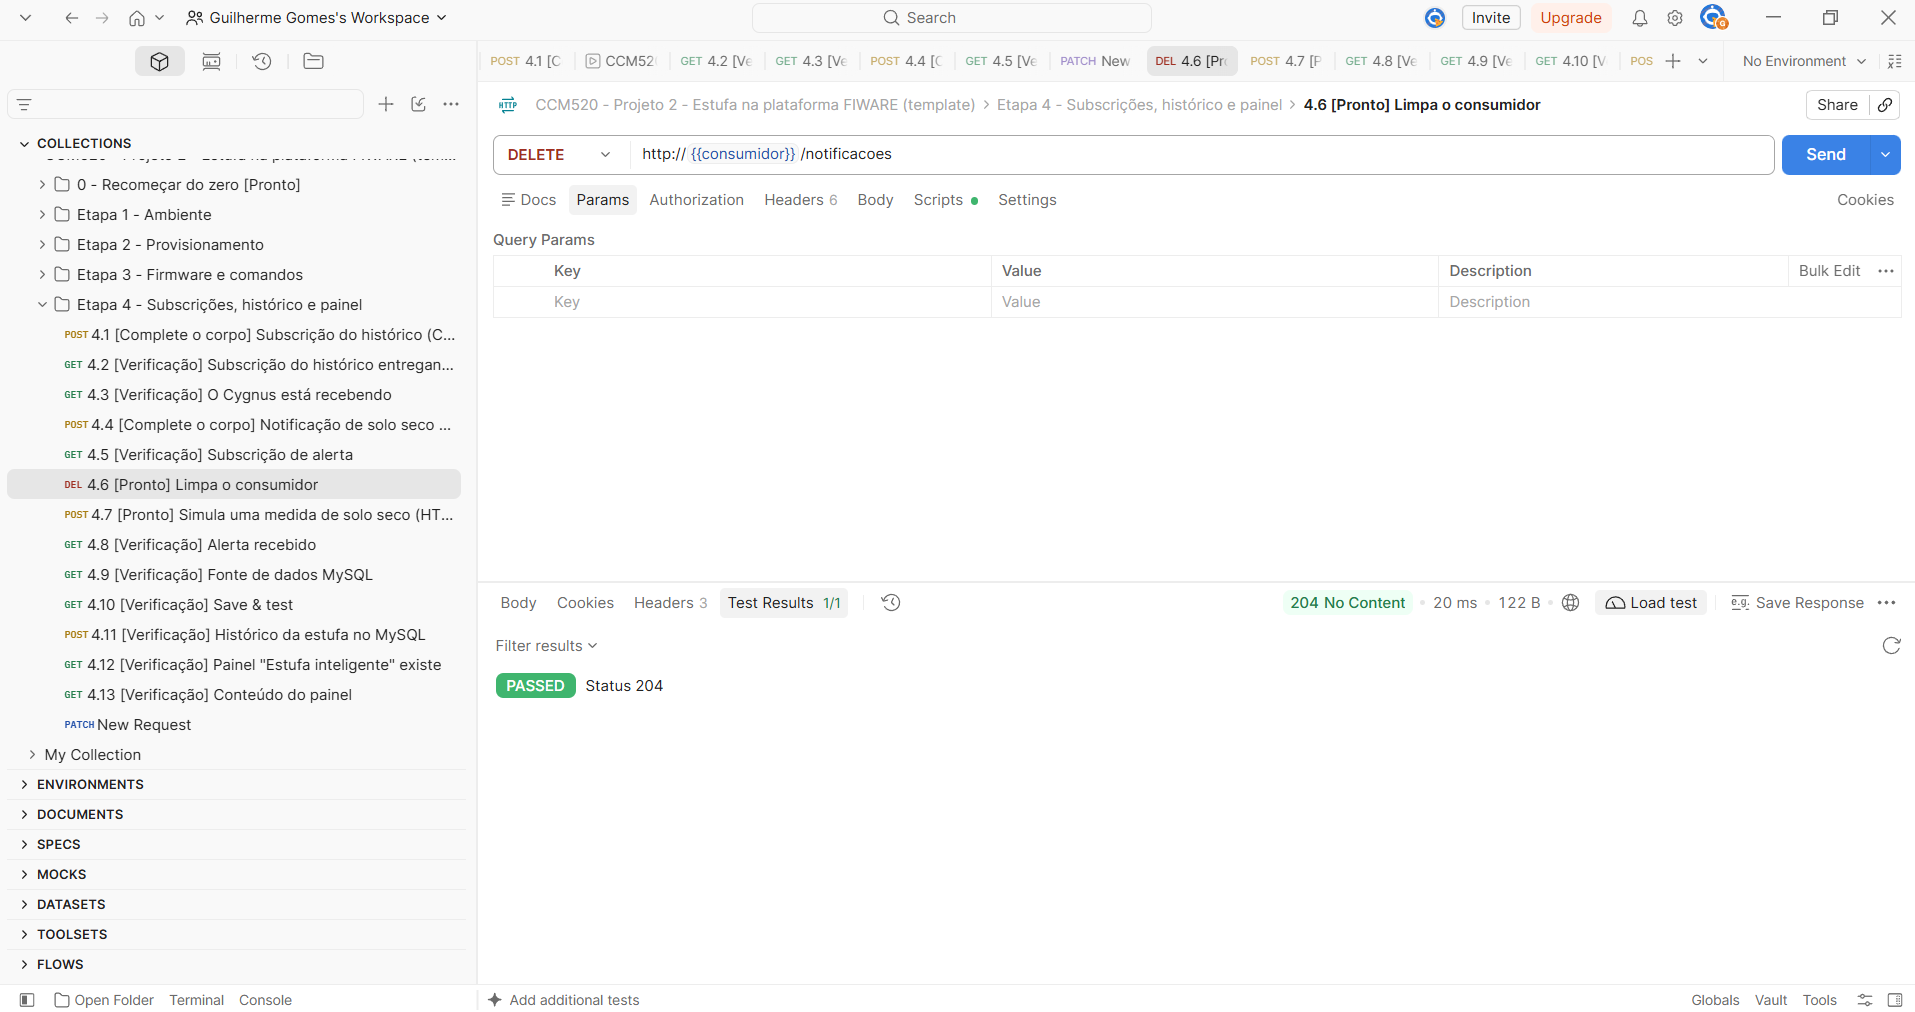 Guilherme Gomes's Workspace
Search
Invite
Upgrade
POST 4.1 [C
CCM52
GET 4.2 [Ve
GET 4.3 [Ve
POST 4.4 [C
GET 4.5 [Ve
PATCH New
DEL 4.6 [Pr
POST 4.7 [P
GET 4.8 [Ve
GET 4.9 [Ve
GET 4.10 [V
POS
No Environment
HTTP CCM520 - Projeto 2 - Estufa na plataforma FIWARE (template) > Etapa 4 - Subscrições, histórico e painel > 4.6 [Pronto] Limpa o consumidor
Share
COLLECTIONS
0 - Recomeçar do zero [Pronto]
Etapa 1 - Ambiente
Etapa 2 - Provisionamento
Etapa 3 - Firmware e comandos
Etapa 4 - Subscrições, histórico e painel
POST 4.1 [Complete o corpo] Subscrição do histórico (C...
GET 4.2 [Verificação] Subscrição do histórico entregan...
GET 4.3 [Verificação] O Cygnus está recebendo
POST 4.4 [Complete o corpo] Notificação de solo seco ...
GET 4.5 [Verificação] Subscrição de alerta
DEL 4.6 [Pronto] Limpa o consumidor
POST 4.7 [Pronto] Simula uma medida de solo seco (HT...
GET 4.8 [Verificação] Alerta recebido
GET 4.9 [Verificação] Fonte de dados MySQL
GET 4.10 [Verificação] Save & test
POST 4.11 [Verificação] Histórico da estufa no MySQL
GET 4.12 [Verificação] Painel "Estufa inteligente" existe
GET 4.13 [Verificação] Conteúdo do painel
PATCH New Request
My Collection
ENVIRONMENTS
DOCUMENTS
SPECS
MOCKS
DATASETS
TOOLSETS
FLOWS
DELETE
http:// {{consumidor}} /notificacoes
Send
Docs
Params
Authorization
Headers 6
Body
Scripts
Settings
Cookies
Query Params
Key
Value
Description
Bulk Edit
Key
Value
Description
Body
Cookies
Headers 3
Test Results 1/1
204 No Content
20 ms
122 B
Load test
e.g. Save Response
Filter results
PASSED
Status 204
Open Folder
Terminal
Console
Add additional tests
Globals
Vault
Tools